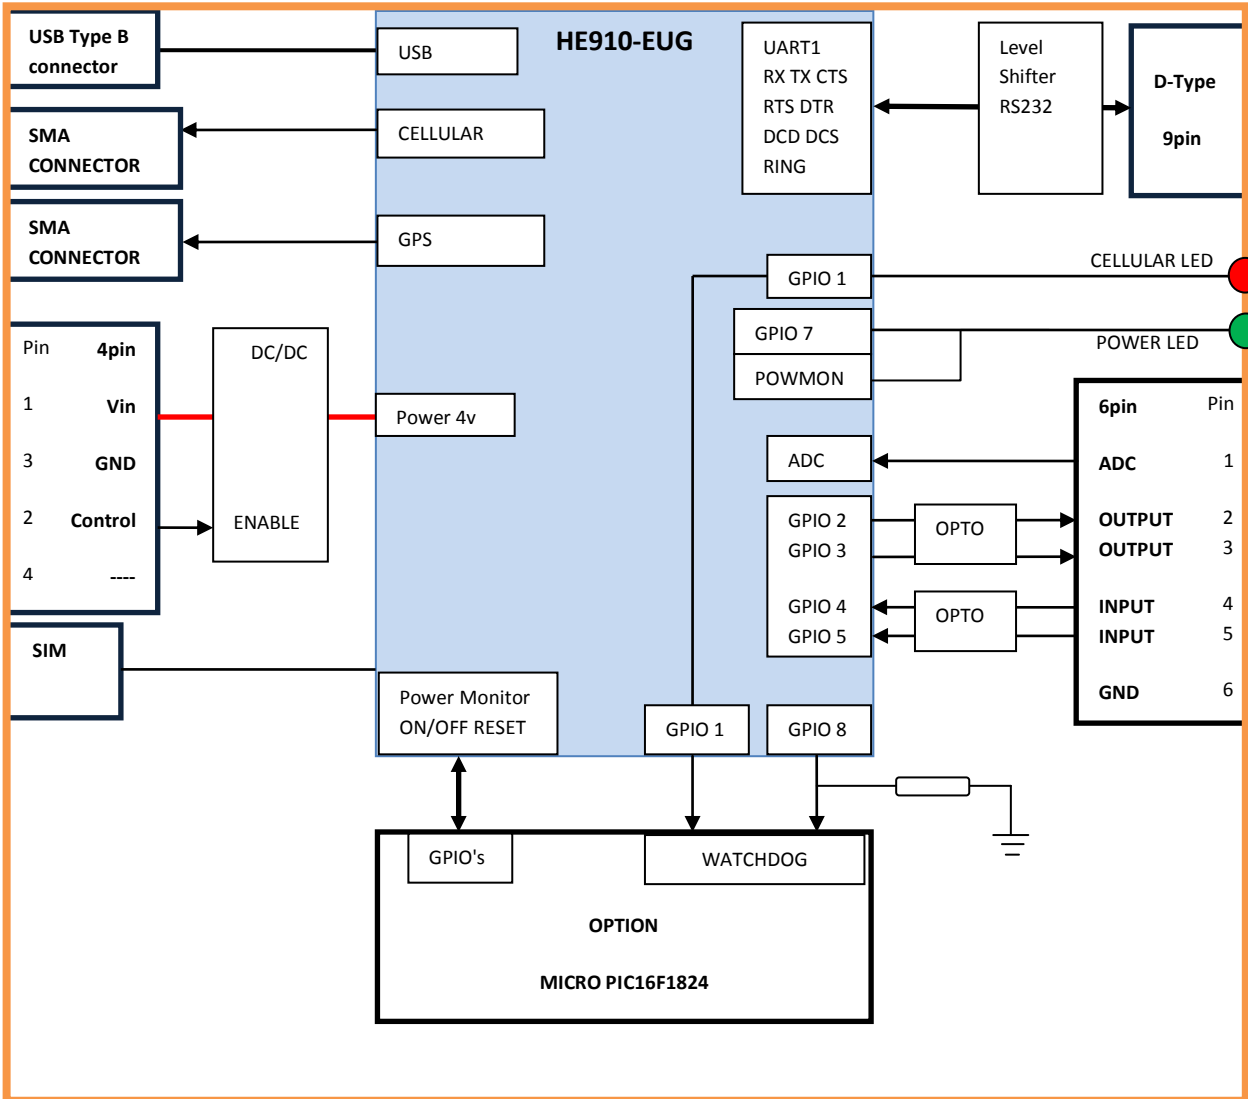 USB Type B
connector
USB
HE910-EUG
UART1
RX TX CTS
RTS DTR
DCD DCS
RING
Level
Shifter
RS232
D-Type
9pin
SMA
CONNECTOR
CELLULAR
SMA
CONNECTOR
GPS
GPIO 1
CELLULAR LED
GPIO 7
POWMON
POWER LED
Pin 4pin
1 Vin
3 GND
2 Control
4 ----
DC/DC
ENABLE
Power 4v
ADC
GPIO 2
GPIO 3
GPIO 4
GPIO 5
OPTO
OPTO
6pin Pin
ADC 1
OUTPUT 2
OUTPUT 3
INPUT 4
INPUT 5
GND 6
SIM
Power Monitor
ON/OFF RESET
GPIO 1
GPIO 8
GPIO's
WATCHDOG
OPTION
MICRO PIC16F1824